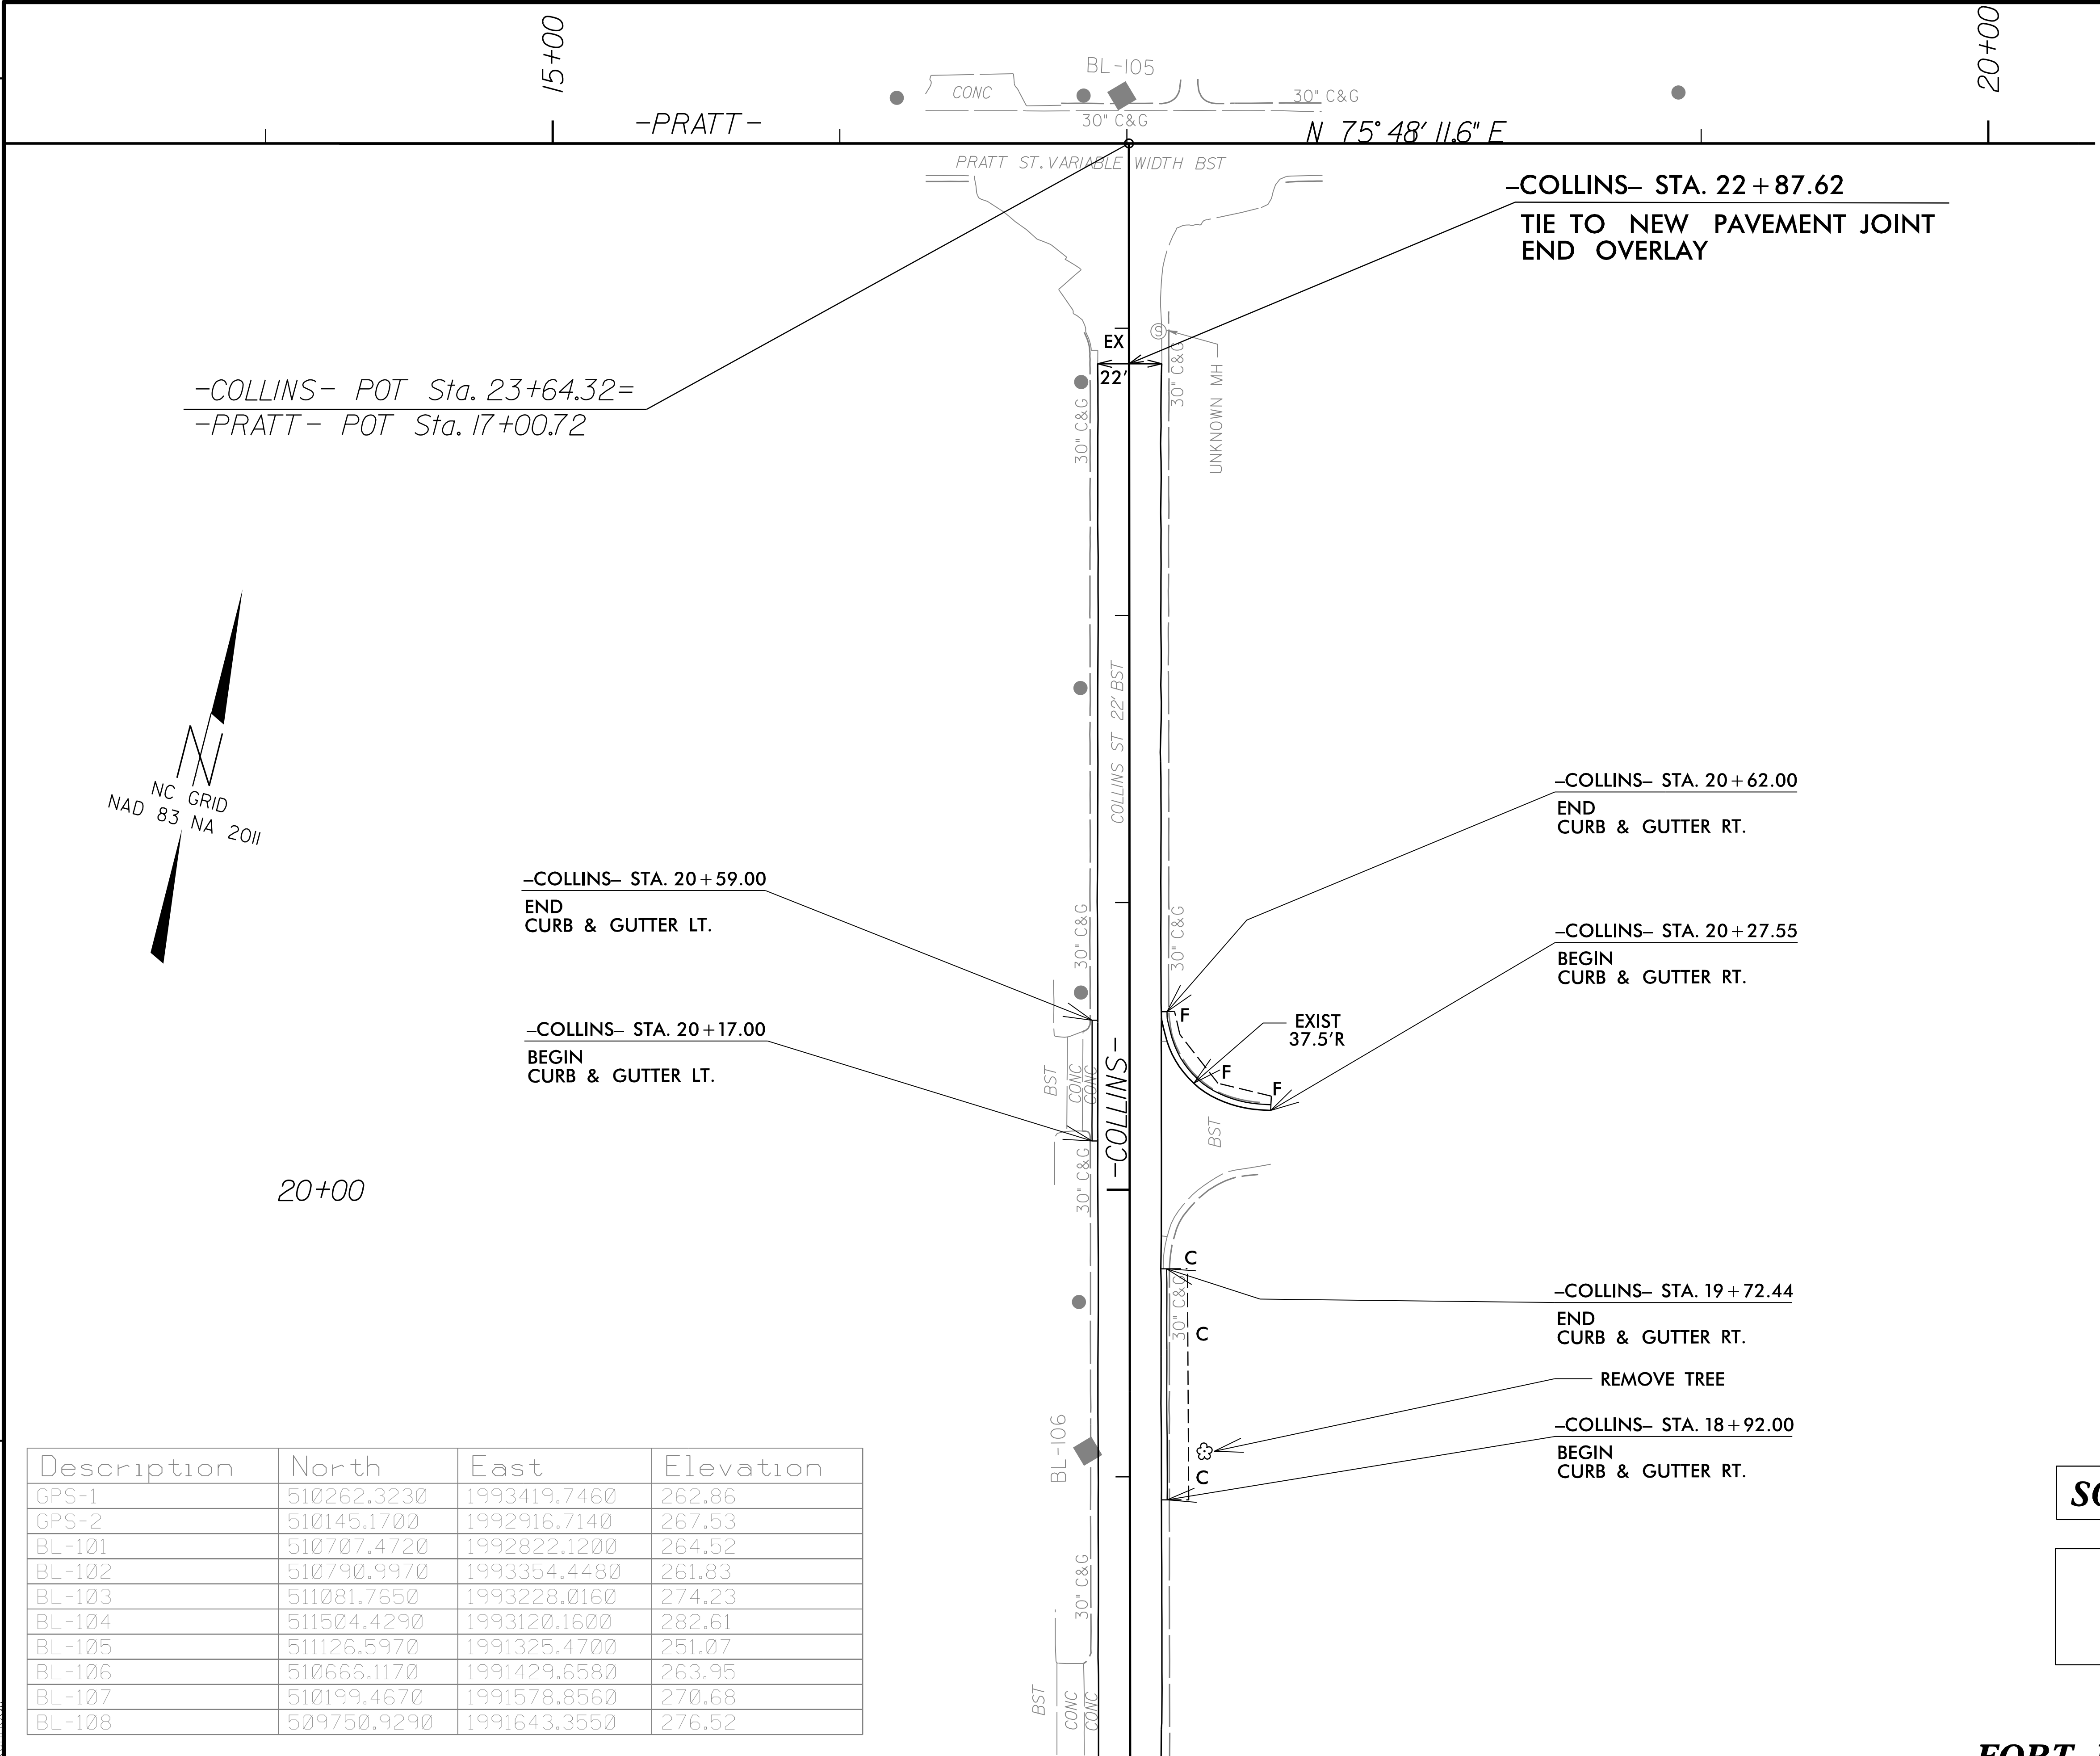 15+00
20+00
BL-105
CONC
30" C&G
30" C&G
-PRATT-
N 75° 48' 11.6" E
PRATT ST. VARIABLE WIDTH BST
–COLLINS– STA. 22+87.62
TIE TO NEW PAVEMENT JOINT
END OVERLAY
EX
22'
S
30" C&G
UNKNOWN MH
30" C&G
-COLLINS- POT Sta. 23+64.32=
-PRATT- POT Sta. 17+00.72
N
NC GRID
NAD 83 NA 2011
COLLINS ST 22' BST
–COLLINS– STA. 20+62.00
END
CURB & GUTTER RT.
–COLLINS– STA. 20+59.00
END
CURB & GUTTER LT.
30" C&G
30" C&G
–COLLINS– STA. 20+27.55
BEGIN
CURB & GUTTER RT.
F
EXIST
37.5'R
F
F
–COLLINS– STA. 20+17.00
BEGIN
CURB & GUTTER LT.
BST
CONC
CONC
-COLLINS-
BST
20+00
30" C&G
C
–COLLINS– STA. 19+72.44
END
CURB & GUTTER RT.
30" C&G
C
REMOVE TREE
–COLLINS– STA. 18+92.00
BEGIN
CURB & GUTTER RT.
C
BL-106
30" C&G
BST
CONC
CONC
Description North East Elevation
GPS-1 510262.3230 1993419.7460 262.86
GPS-2 510145.1700 1992916.7140 267.53
BL-101 510707.4720 1992822.1200 264.52
BL-102 510790.9970 1993354.4480 261.83
BL-103 511081.7650 1993228.0160 274.23
BL-104 511504.4290 1993120.1600 282.61
BL-105 511126.5970 1991325.4700 251.07
BL-106 510666.1170 1991429.6580 263.95
BL-107 510199.4670 1991578.8560 270.68
BL-108 509750.9290 1991643.3550 276.52